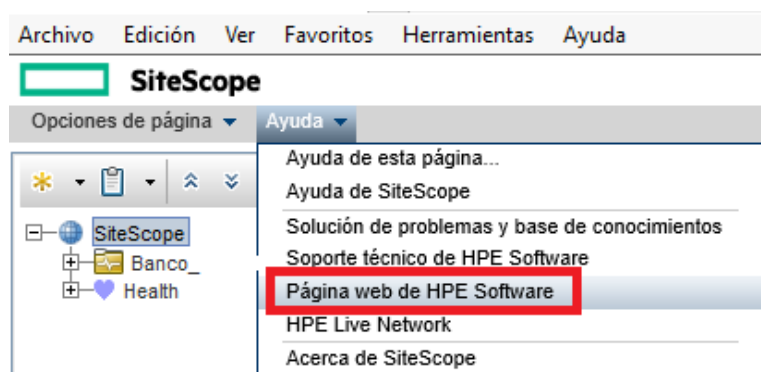 Archivo Edición Ver Favoritos Herramientas Ayuda
SiteScope
Opciones de página Ayuda
Ayuda de esta página...
Ayuda de SiteScope
Solución de problemas y base de conocimientos
Soporte técnico de HPE Software
Página web de HPE Software
HPE Live Network
Acerca de SiteScope
SiteScope
Banco_
Health